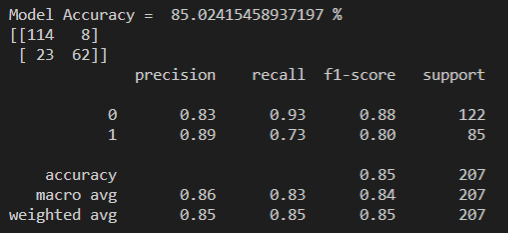 Model Accuracy =  85.02415458937197 %
[[114   8]
 [ 23  62]]
              precision    recall  f1-score   support

           0       0.83      0.93      0.88       122
           1       0.89      0.73      0.80        85

    accuracy                           0.85       207
   macro avg       0.86      0.83      0.84       207
weighted avg       0.85      0.85      0.85       207